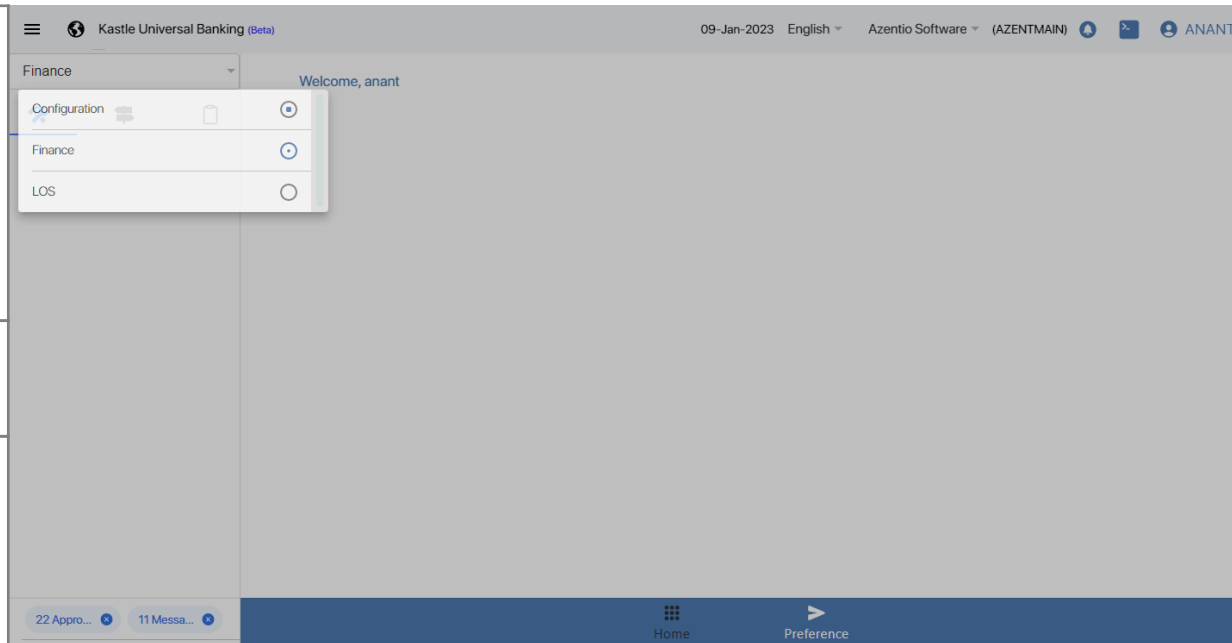 Kastle Universal Banking (Beta) 09-Jan-2023 English Azentio Software (AZENTMAIN) ANANT
Finance
Welcome, anant
Configuration
Finance
LOS
22 Appro... 11 Messa...
Home Preference